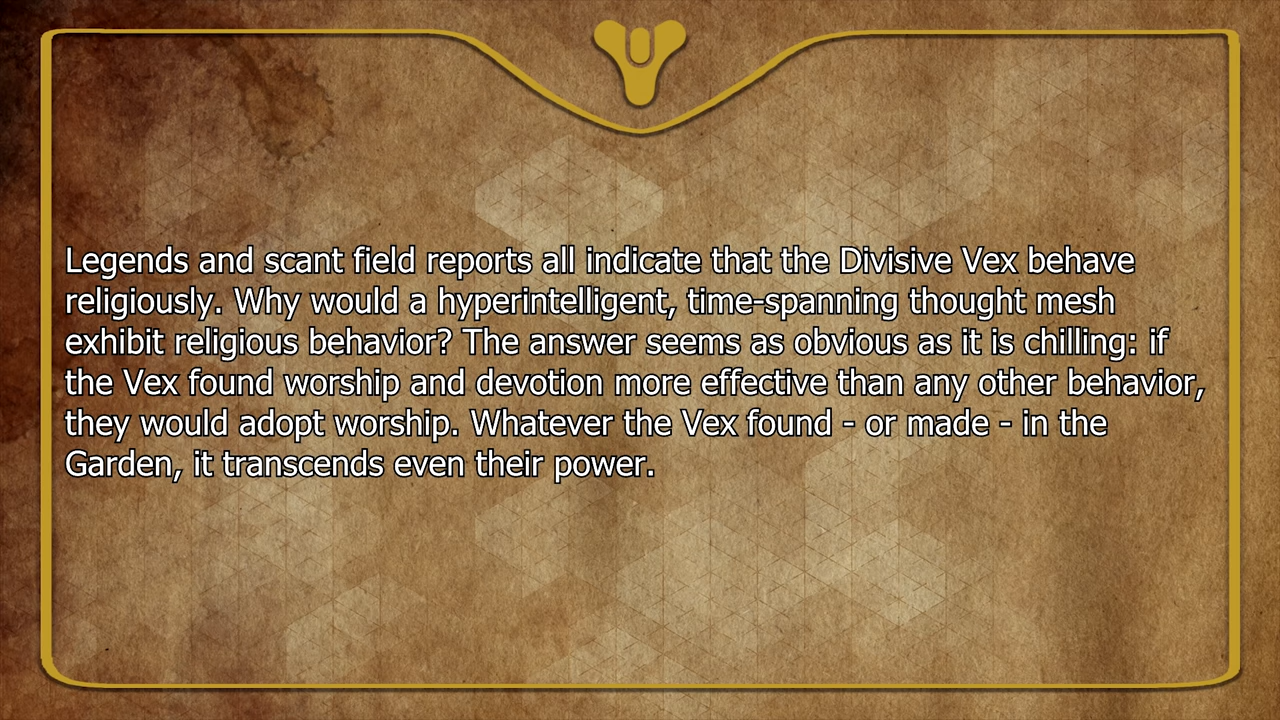 Legends and scant field reports all indicate that the Divisive Vex behave
religiously. Why would a hyperintelligent, time-spanning thought mesh
exhibit religious behavior? The answer seems as obvious as it is chilling: if
the Vex found worship and devotion more effective than any other behavior,
they would adopt worship. Whatever the Vex found - or made - in the
Garden, it transcends even their power.